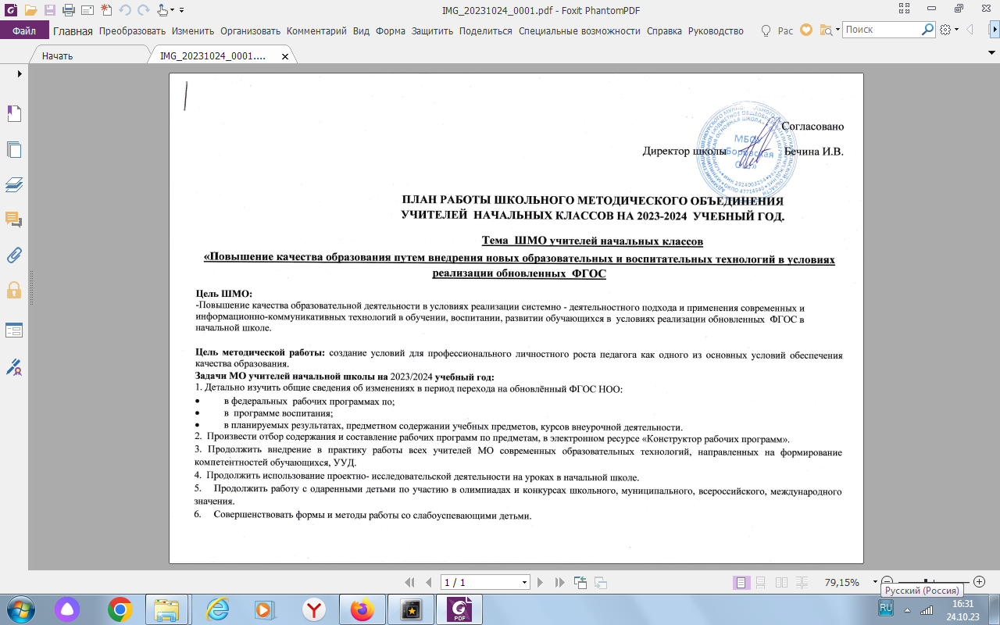 IMG_20231024_0001.pdf - Foxit PhantomPDF
Файл Главная Преобразовать Изменить Организовать Комментарий Вид Форма Защитить Поделиться Специальные возможности Справка Руководство Рас Поиск
Начать IMG_20231024_0001....
Согласовано
Директор школы Бечина И.В.
МБОУ
Боровская
ИНН 2924003254
ОКПО 47714540
ПЛАН РАБОТЫ ШКОЛЬНОГО МЕТОДИЧЕСКОГО ОБЪЕДИНЕНИЯ
УЧИТЕЛЕЙ НАЧАЛЬНЫХ КЛАССОВ НА 2023-2024 УЧЕБНЫЙ ГОД.
Тема ШМО учителей начальных классов
«Повышение качества образования путем внедрения новых образовательных и воспитательных технологий в условиях
реализации обновленных ФГОС
Цель ШМО:
-Повышение качества образовательной деятельности в условиях реализации системно - деятельностного подхода и применения современных и
информационно-коммуникативных технологий в обучении, воспитании, развитии обучающихся в условиях реализации обновленных ФГОС в
начальной школе.
Цель методической работы: создание условий для профессионального личностного роста педагога как одного из основных условий обеспечения
качества образования.
Задачи МО учителей начальной школы на 2023/2024 учебный год:
1. Детально изучить общие сведения об изменениях в период перехода на обновлённый ФГОС НОО:
• в федеральных рабочих программах по;
• в программе воспитания;
• в планируемых результатах, предметном содержании учебных предметов, курсов внеурочной деятельности.
2. Произвести отбор содержания и составление рабочих программ по предметам, в электронном ресурсе «Конструктор рабочих программ».
3. Продолжить внедрение в практику работы всех учителей МО современных образовательных технологий, направленных на формирование
компетентностей обучающихся, УУД.
4. Продолжить использование проектно- исследовательской деятельности на уроках в начальной школе.
5. Продолжить работу с одаренными детьми по участию в олимпиадах и конкурсах школьного, муниципального, всероссийского, международного
значения.
6. Совершенствовать формы и методы работы со слабоуспевающими детьми.
1 / 1 79,15%
Русский (Россия)
PDF RU 16:31
24.10.23